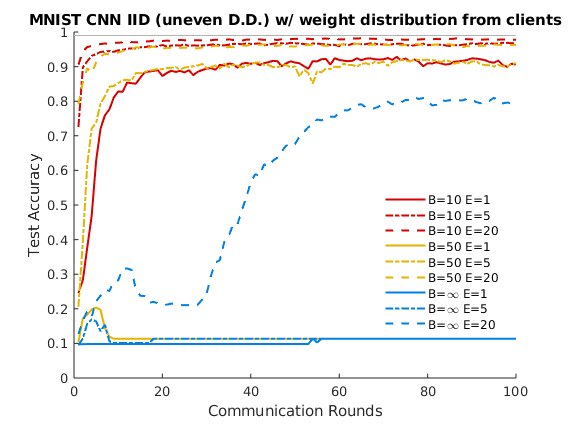 MNIST CNN IID (uneven D.D.) w/ weight distribution from clients
1
0.9
0.8
0.7
0.6
0.5
0.4
0.3
0.2
0.1
0
Test Accuracy
B=10 E=1
B=10 E=5
B=10 E=20
B=50 E=1
B=50 E=5
B=50 E=20
B=∞ E=1
B=∞ E=5
B=∞ E=20
0 20 40 60 80 100
Communication Rounds